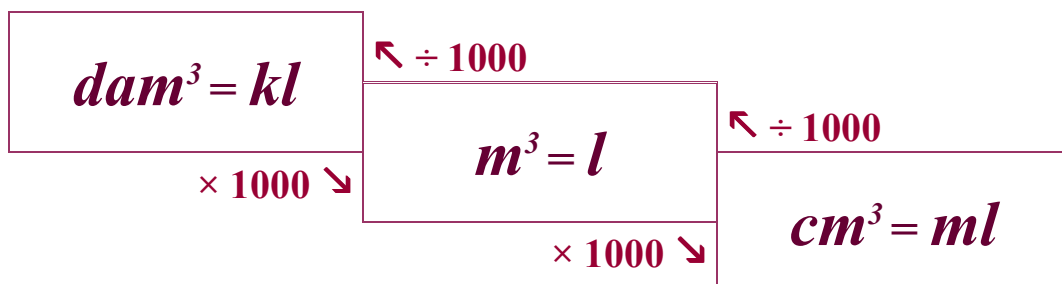 dam³ = kl
↖ ÷ 1000
m³ = l
↖ ÷ 1000
× 1000 ↘
cm³ = ml
× 1000 ↘